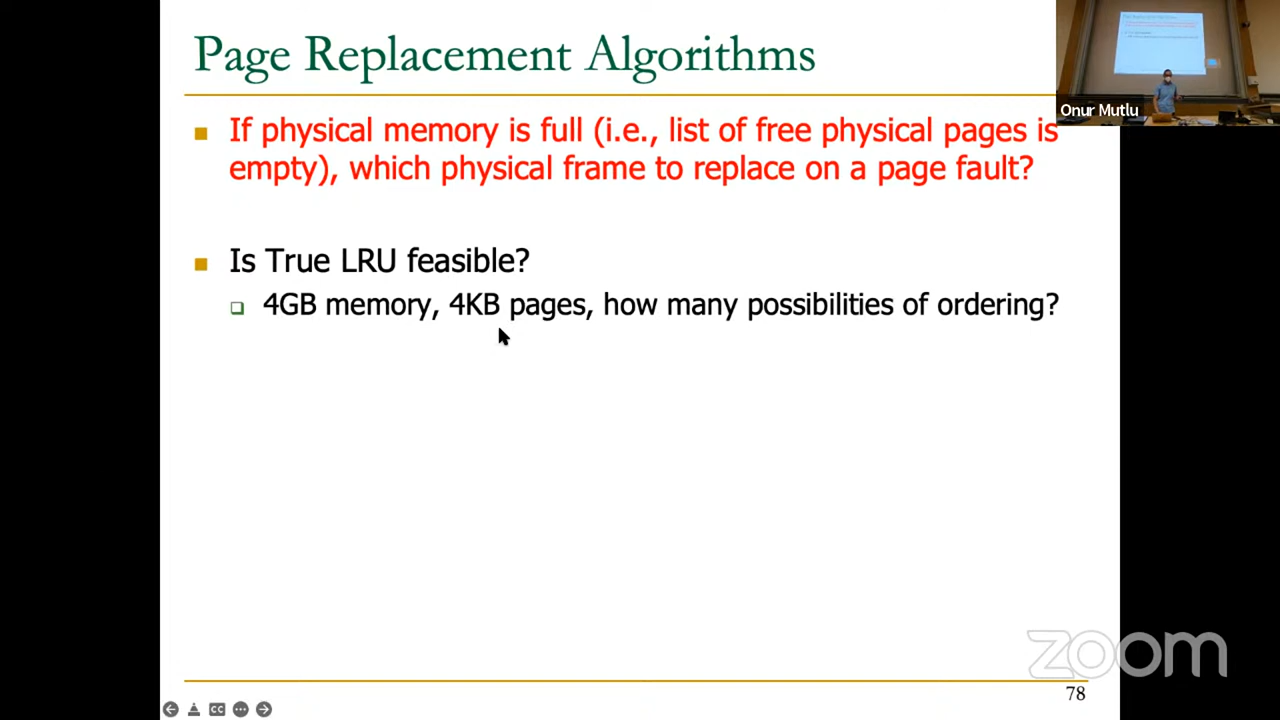 Page Replacement Algorithms
If physical memory is full (i.e., list of free physical pages is
empty), which physical frame to replace on a page fault?
Is True LRU feasible?
4GB memory, 4KB pages, how many possibilities of ordering?
Onur Mutlu
zoom
78
CC